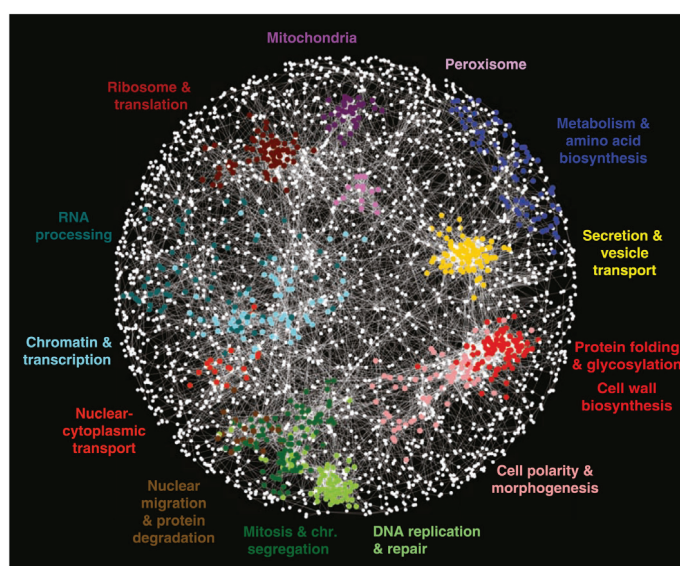 Mitochondria
Peroxisome
Ribosome &
translation
Metabolism &
amino acid
biosynthesis
RNA
processing
Secretion &
vesicle
transport
Chromatin &
transcription
Protein folding
& glycosylation
Cell wall
biosynthesis
Nuclear-
cytoplasmic
transport
Cell polarity &
morphogenesis
Nuclear
migration
& protein
degradation
Mitosis & chr.
segregation
DNA replication
& repair